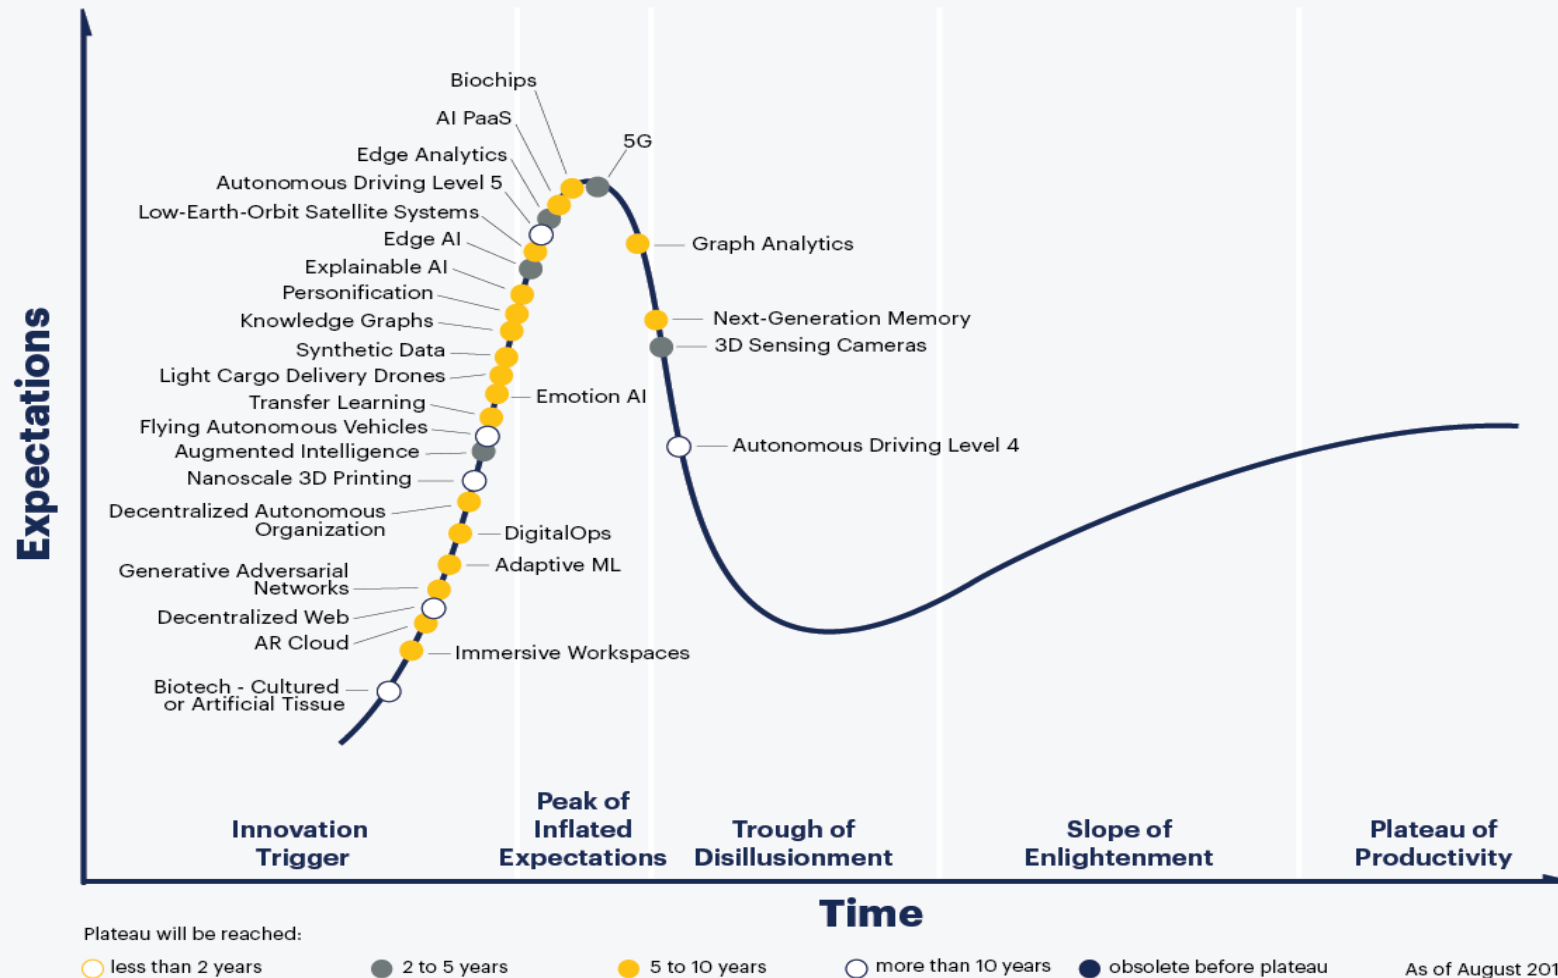 Biochips
AI PaaS
5G
Edge Analytics
Autonomous Driving Level 5
Low-Earth-Orbit Satellite Systems
Edge AI
Graph Analytics
Explainable AI
Personification
Knowledge Graphs
Next-Generation Memory
3D Sensing Cameras
Synthetic Data
Light Cargo Delivery Drones
Emotion AI
Transfer Learning
Flying Autonomous Vehicles
Autonomous Driving Level 4
Augmented Intelligence
Nanoscale 3D Printing
Decentralized Autonomous
Organization
DigitalOps
Adaptive ML
Generative Adversarial
Networks
Decentralized Web
AR Cloud
Immersive Workspaces
Biotech - Cultured
or Artificial Tissue
Expectations
Innovation
Trigger
Peak of
Inflated
Expectations
Trough of
Disillusionment
Slope of
Enlightenment
Plateau of
Productivity
Time
Plateau will be reached:
less than 2 years
2 to 5 years
5 to 10 years
more than 10 years
obsolete before plateau
As of August